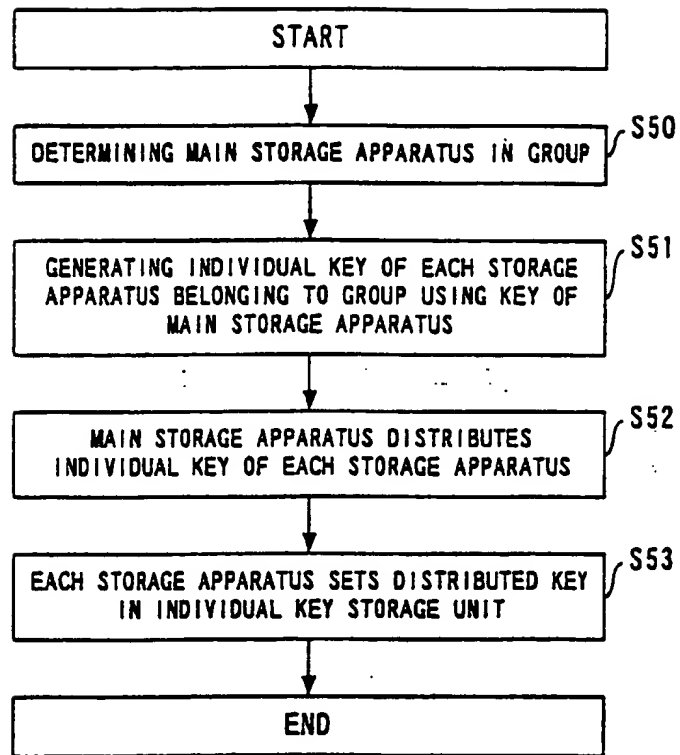 START
DETERMINING MAIN STORAGE APPARATUS IN GROUP
S50
GENERATING INDIVIDUAL KEY OF EACH STORAGE
APPARATUS BELONGING TO GROUP USING KEY OF
MAIN STORAGE APPARATUS
S51
MAIN STORAGE APPARATUS DISTRIBUTES
INDIVIDUAL KEY OF EACH STORAGE APPARATUS
S52
EACH STORAGE APPARATUS SETS DISTRIBUTED KEY
IN INDIVIDUAL KEY STORAGE UNIT
S53
END